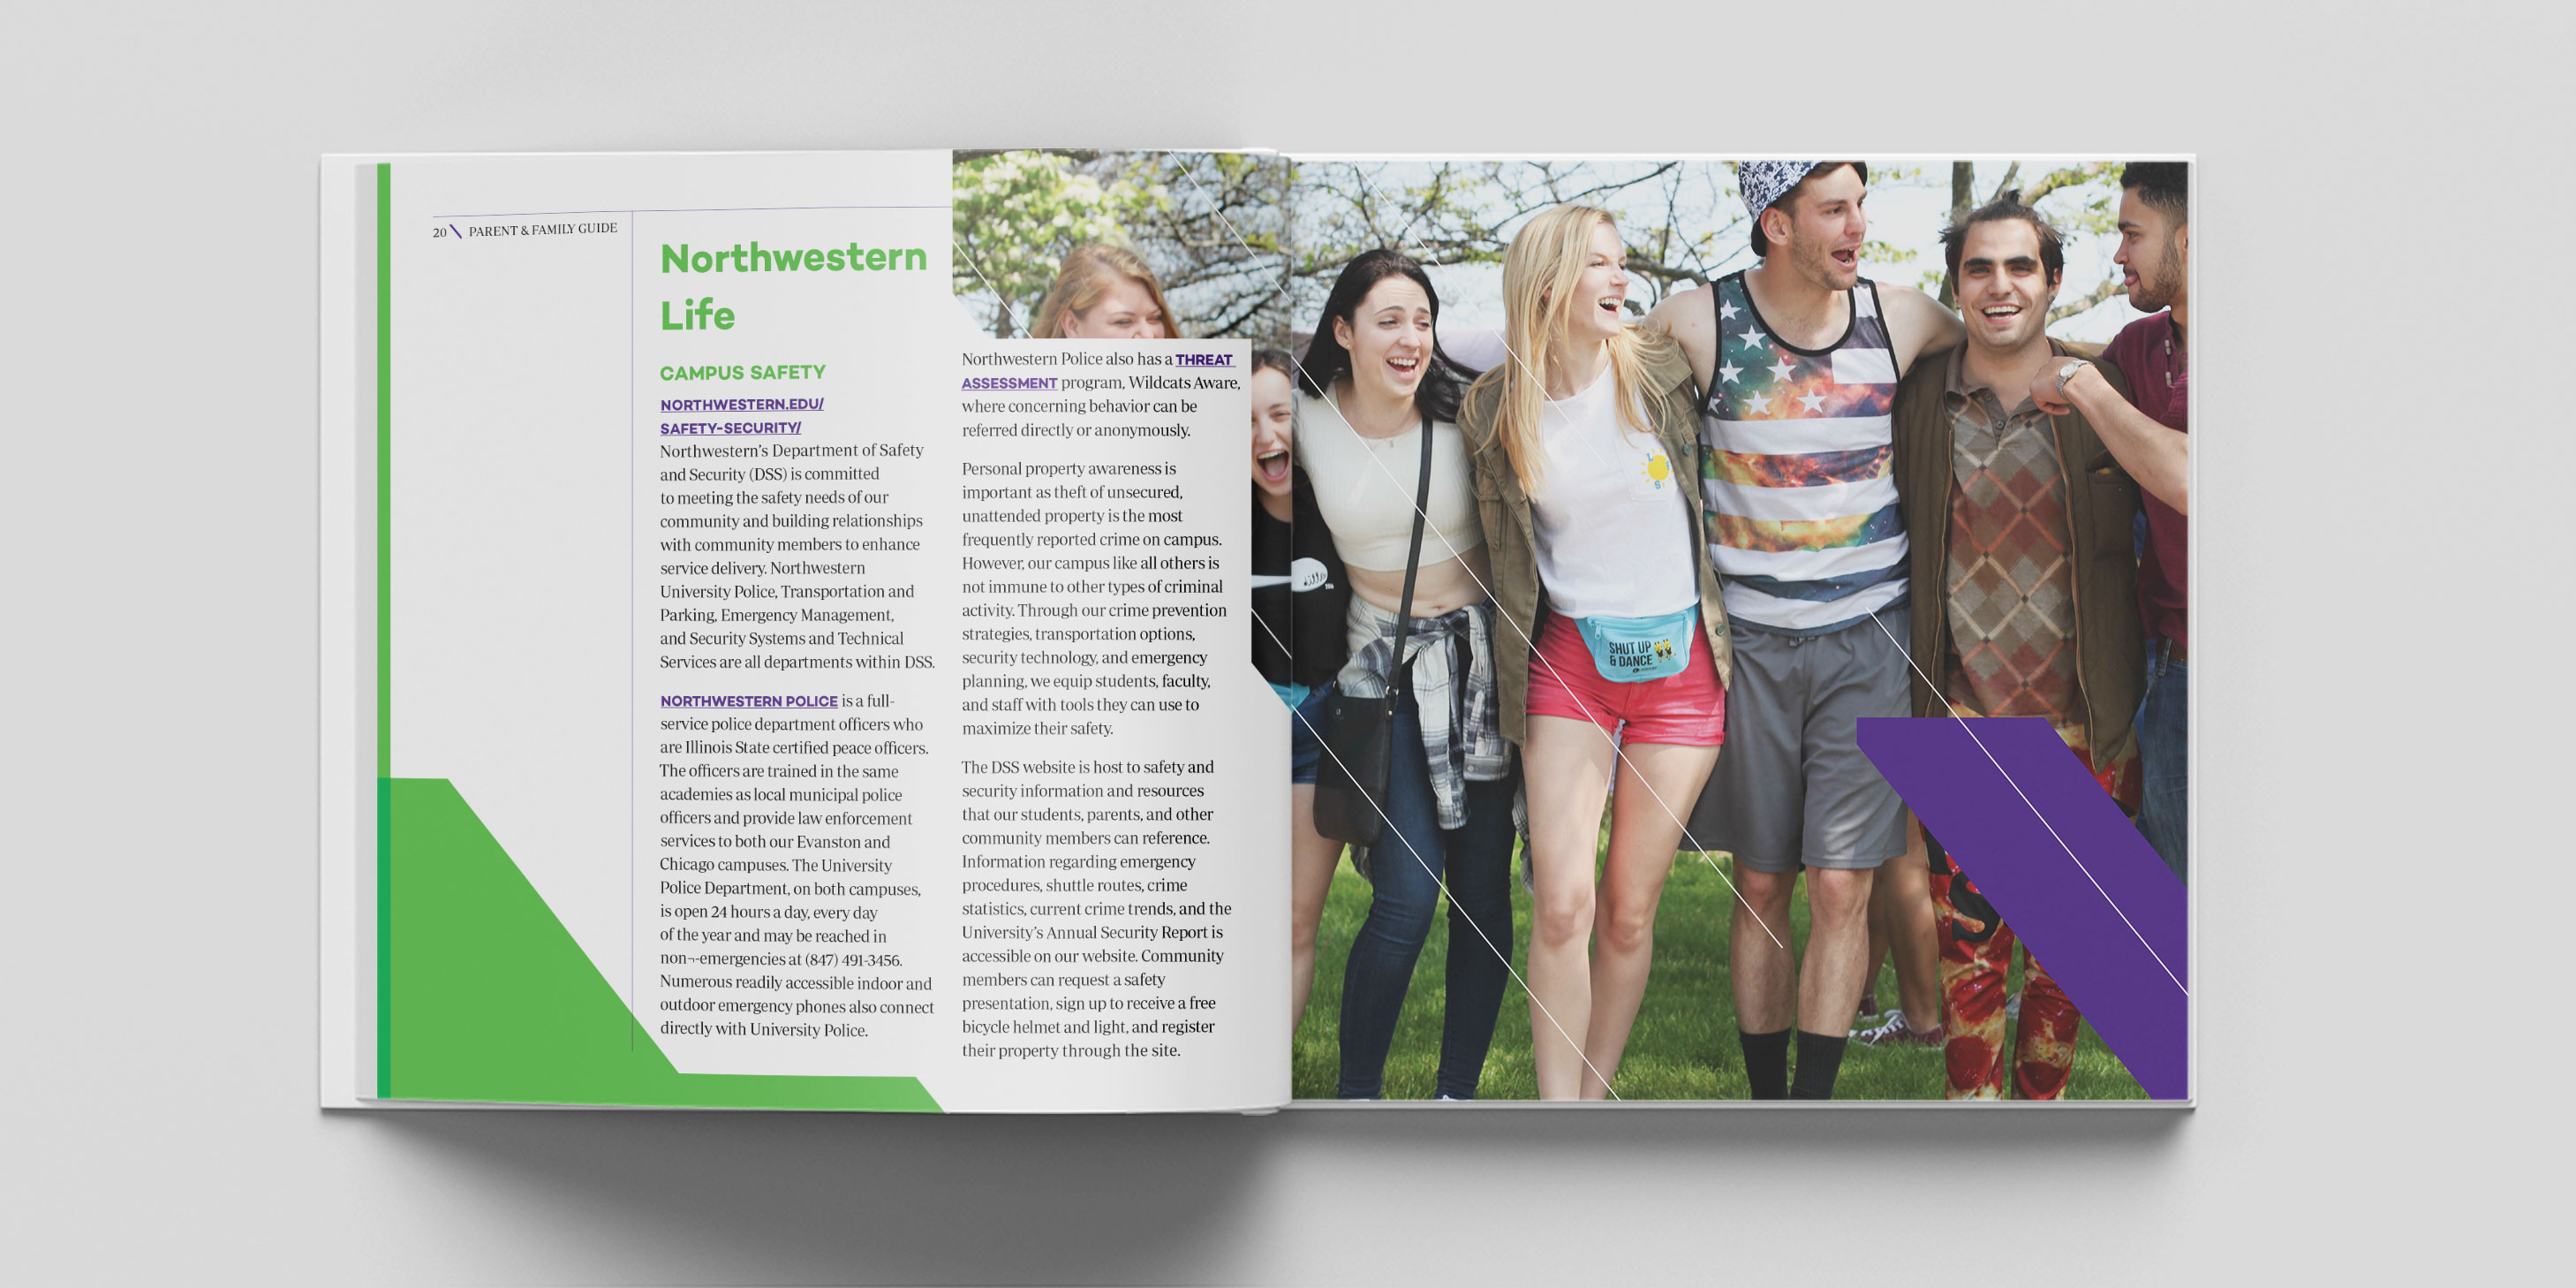 20 \ PARENT & FAMILY GUIDE
Northwestern
Life
CAMPUS SAFETY
NORTHWESTERN.EDU/
SAFETY-SECURITY/
Northwestern's Department of Safety
and Security (DSS) is committed
to meeting the safety needs of our
community and building relationships
with community members to enhance
service delivery. Northwestern
University Police, Transportation and
Parking, Emergency Management,
and Security Systems and Technical
Services are all departments within DSS.
NORTHWESTERN POLICE is a full-
service police department officers who
are Illinois State certified peace officers.
The officers are trained in the same
academies as local municipal police
officers and provide law enforcement
services to both our Evanston and
Chicago campuses. The University
Police Department, on both campuses,
is open 24 hours a day, every day
of the year and may be reached in
non¬-emergencies at (847) 491-3456.
Numerous readily accessible indoor and
outdoor emergency phones also connect
directly with University Police.
Northwestern Police also has a THREAT
ASSESSMENT program, Wildcats Aware,
where concerning behavior can be
referred directly or anonymously.
Personal property awareness is
important as theft of unsecured,
unattended property is the most
frequently reported crime on campus.
However, our campus like all others is
not immune to other types of criminal
activity. Through our crime prevention
strategies, transportation options,
security technology, and emergency
planning, we equip students, faculty,
and staff with tools they can use to
maximize their safety.
The DSS website is host to safety and
security information and resources
that our students, parents, and other
community members can reference.
Information regarding emergency
procedures, shuttle routes, crime
statistics, current crime trends, and the
University's Annual Security Report is
accessible on our website. Community
members can request a safety
presentation, sign up to receive a free
bicycle helmet and light, and register
their property through the site.
SHUT UP
& DANCE